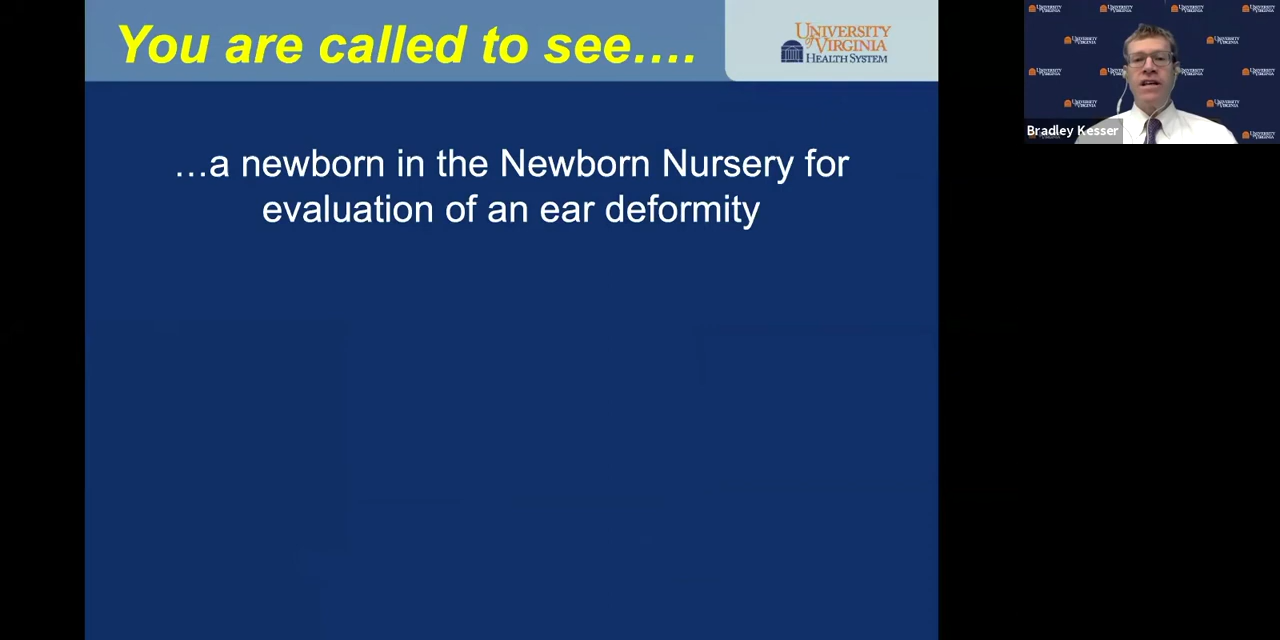 You are called to see….
UNIVERSITY
of VIRGINIA
HEALTH SYSTEM
…a newborn in the Newborn Nursery for
evaluation of an ear deformity
Bradley Kesser